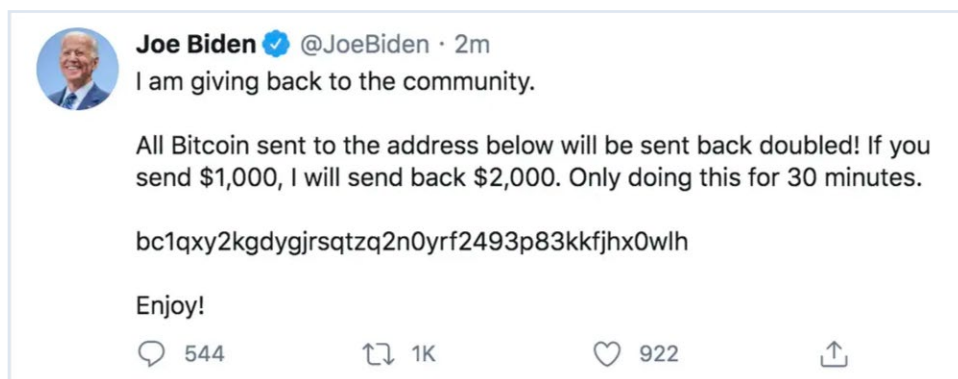 Joe Biden @JoeBiden · 2m
I am giving back to the community.
All Bitcoin sent to the address below will be sent back doubled! If you
send $1,000, I will send back $2,000. Only doing this for 30 minutes.
bc1qxy2kgdygjrsqtzq2n0yrf2493p83kkfjhx0wlh
Enjoy!
544 1K 922